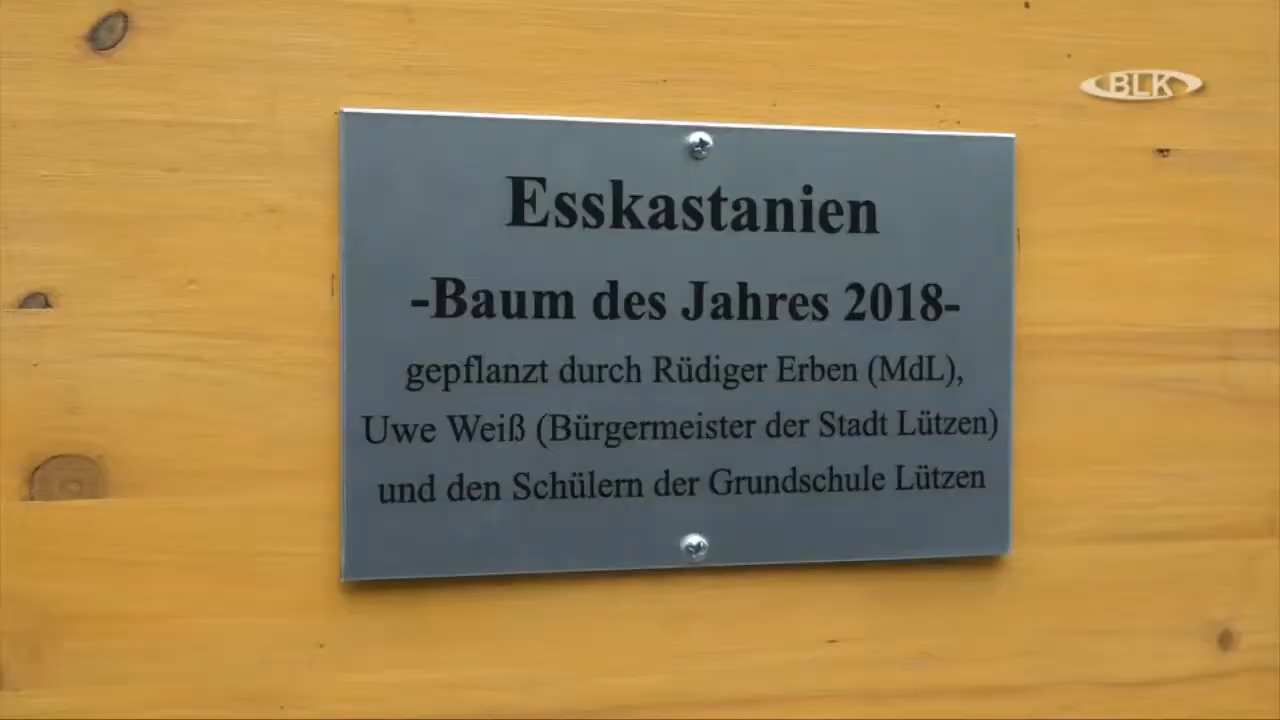 BLK
Esskastanien
-Baum des Jahres 2018-
gepflanzt durch Rüdiger Erben (MdL),
Uwe Weiß (Bürgermeister der Stadt Lützen)
und den Schülern der Grundschule Lützen